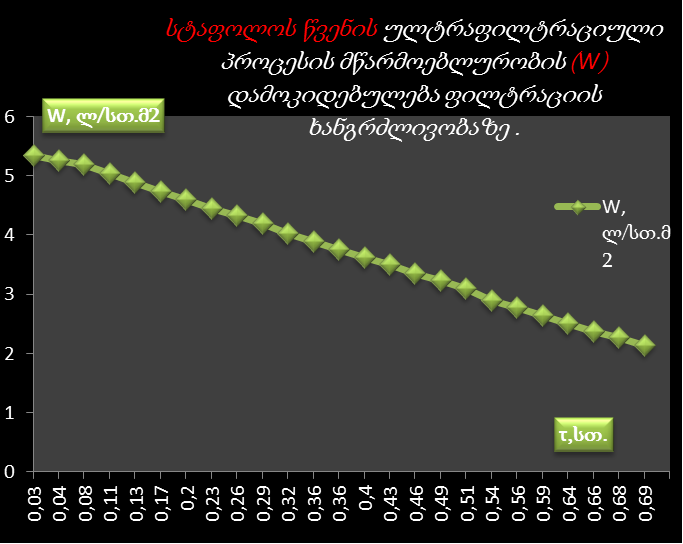 სტაფილოს წვენის ულტრაფილტრაციული
პროცესის მწარმოებლურობის (W)
დამოკიდებულება ფილტრაციის
ხანგრძლივობაზე .
W, ლ/სთ.მ2
6
5
4
3
2
1
0
W,
ლ/სთ.მ
2
τ,სთ.
0,03 0,04 0,08 0,11 0,13 0,17 0,2 0,23 0,26 0,29 0,32 0,36 0,36 0,4 0,43 0,46 0,49 0,51 0,54 0,56 0,59 0,64 0,66 0,68 0,69